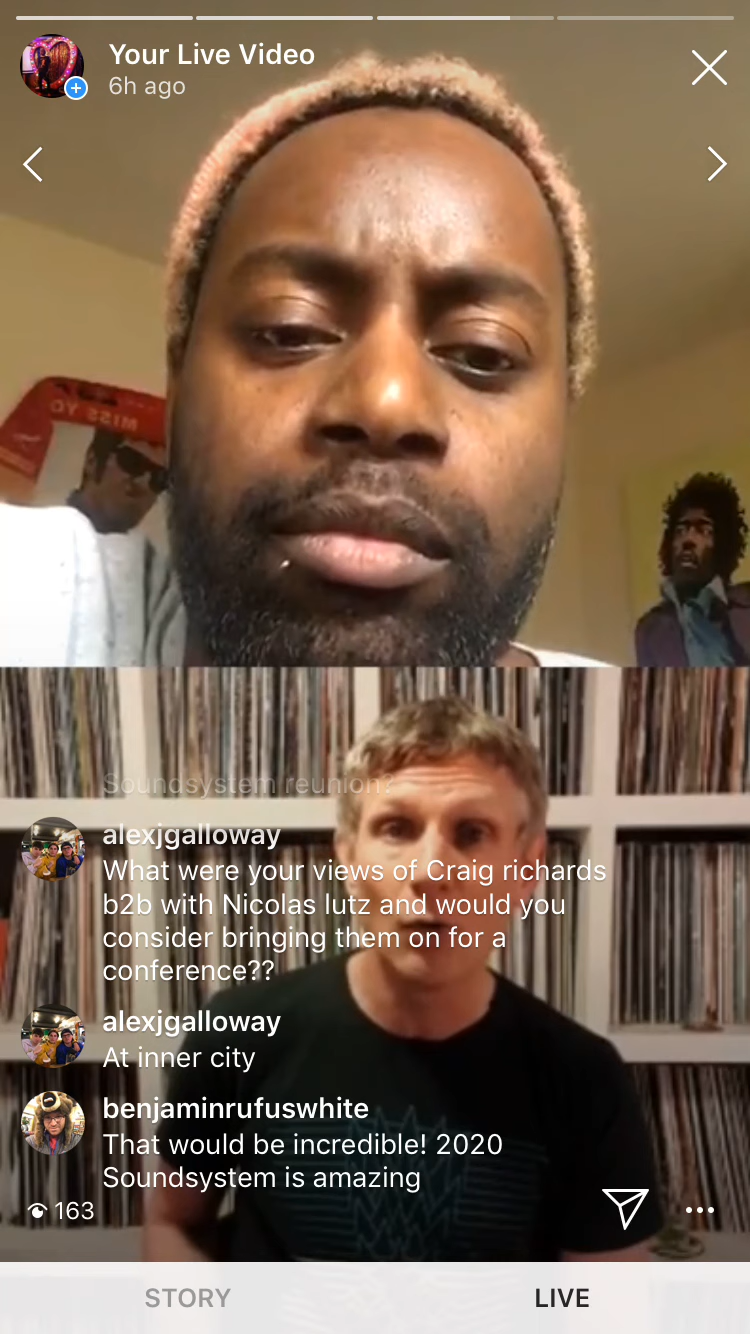 Your Live Video
6h ago
MISS YO
Soundsystem reunion?
alexjgalloway
What were your views of Craig richards
b2b with Nicolas lutz and would you
consider bringing them on for a
conference??
alexjgalloway
At inner city
benjaminrufuswhite
That would be incredible! 2020
Soundsystem is amazing
163
STORY
LIVE